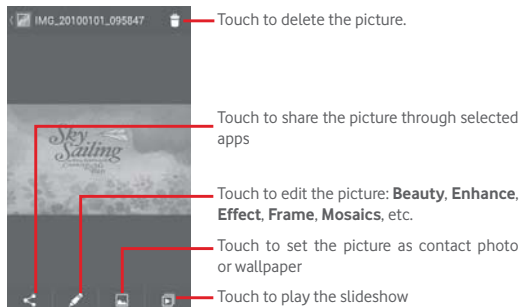 IMG_20100101_095847
Touch to delete the picture.
Sky
Sailing
Touch to share the picture through selected
apps
Touch to edit the picture: Beauty, Enhance,
Effect, Frame, Mosaics, etc.
Touch to set the picture as contact photo
or wallpaper
Touch to play the slideshow